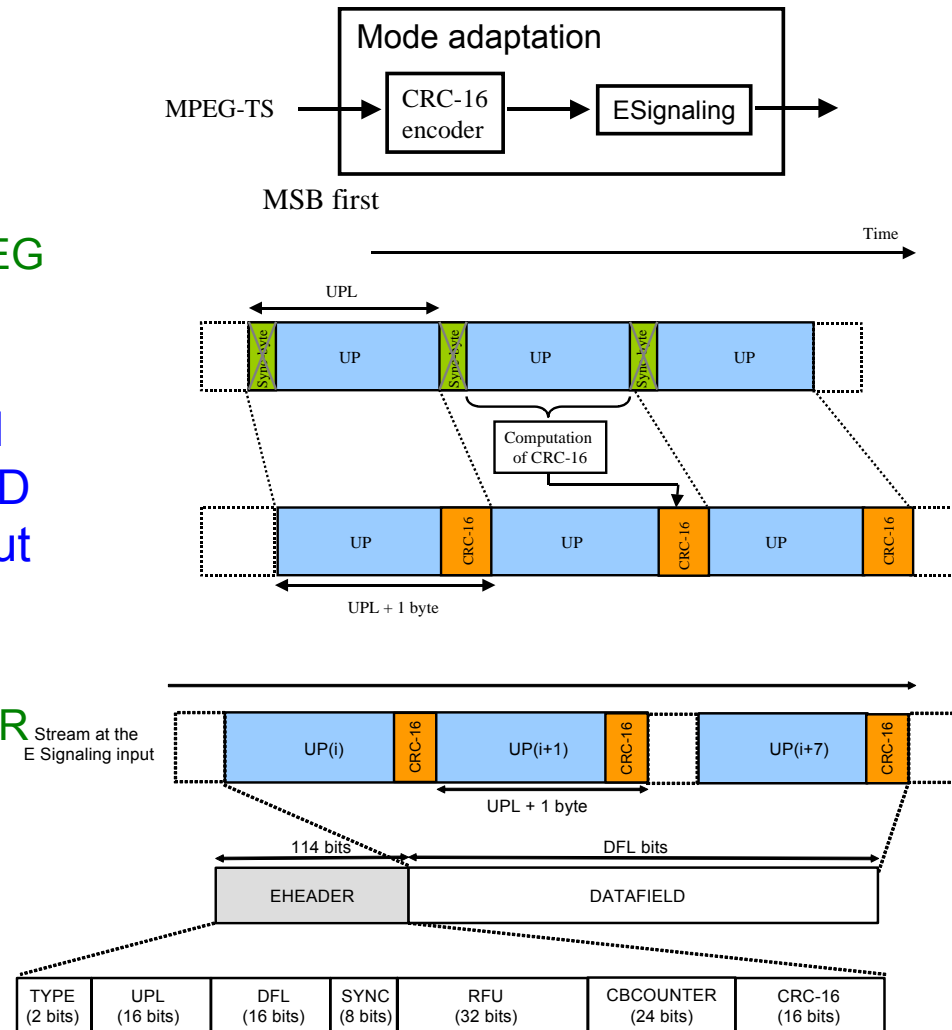 Mode adaptation
MPEG-TS
CRC-16
encoder
ESignaling
MSB first
EG
Time
UPL
Sync-byte
UP
Sync-byte
UP
Sync-byte
UP
Computation
of CRC-16
D
ut
UP
CRC-16
UP
CRC-16
UP
CRC-16
UPL + 1 byte
R
Stream at the
E Signaling input
UP(i)
CRC-16
UP(i+1)
CRC-16
UP(i+7)
CRC-16
UPL + 1 byte
114 bits
DFL bits
EHEADER
DATAFIELD
TYPE
(2 bits)
UPL
(16 bits)
DFL
(16 bits)
SYNC
(8 bits)
RFU
(32 bits)
CBCOUNTER
(24 bits)
CRC-16
(16 bits)